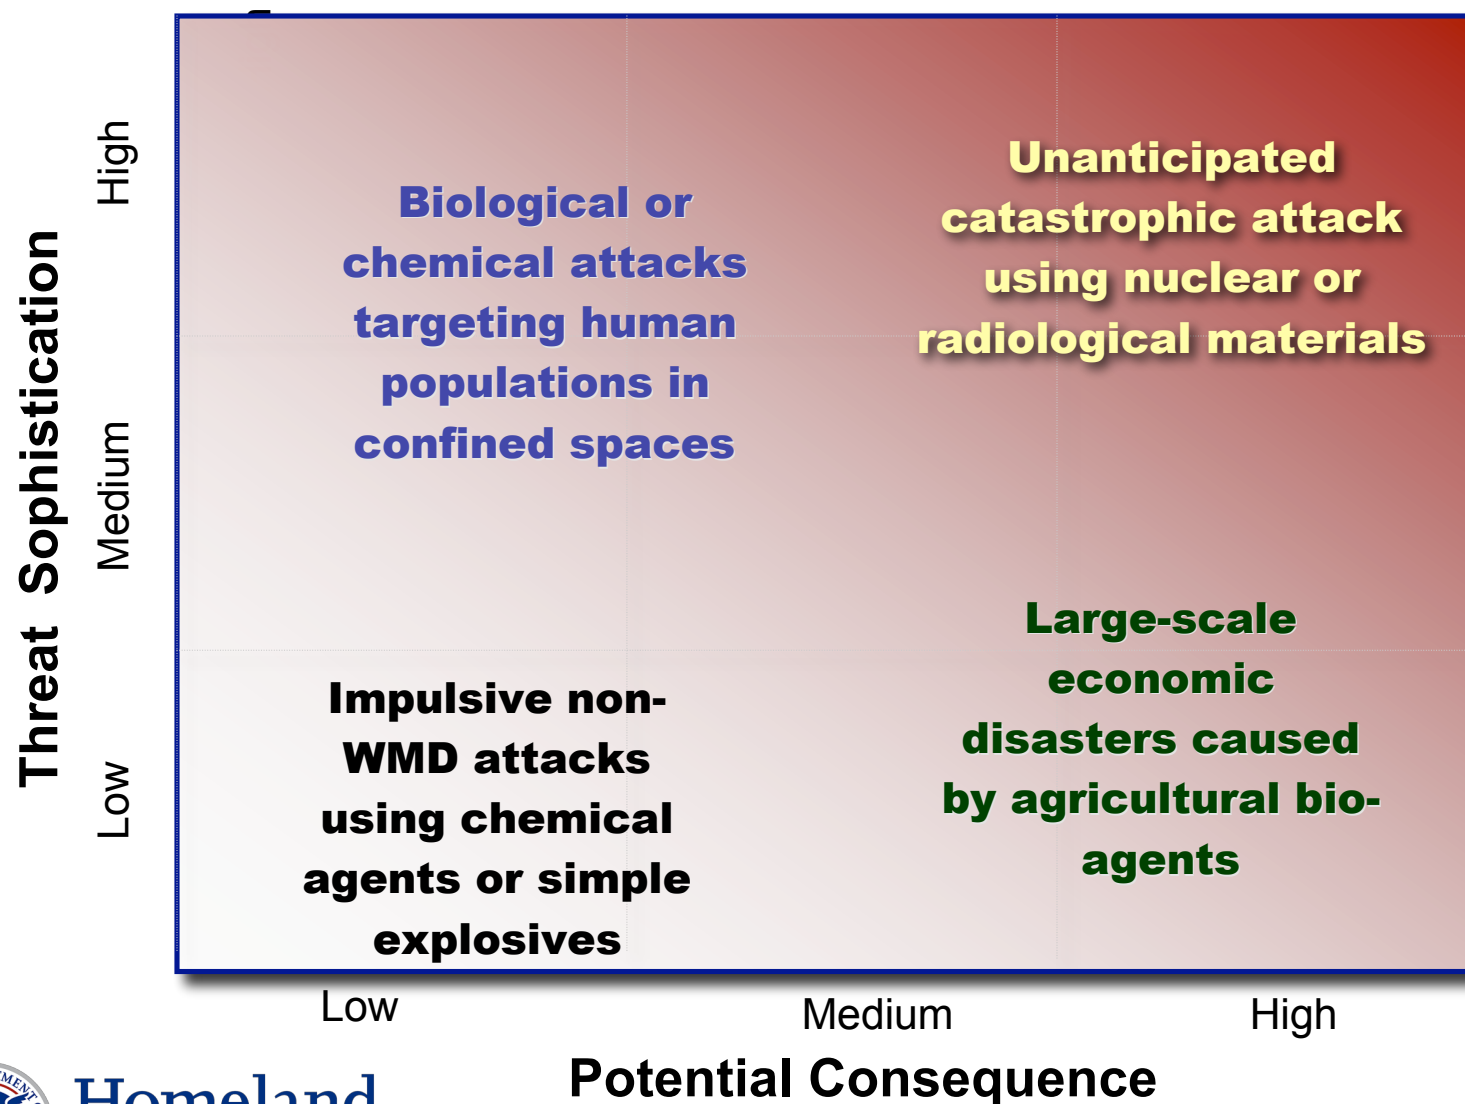 Threat Sophistication
High
Medium
Low
Biological or
chemical attacks
targeting human
populations in
confined spaces
Unanticipated
catastrophic attack
using nuclear or
radiological materials
Impulsive non-
WMD attacks
using chemical
agents or simple
explosives
Large-scale
economic
disasters caused
by agricultural bio-
agents
Low
Medium
High
Potential Consequence
Homeland